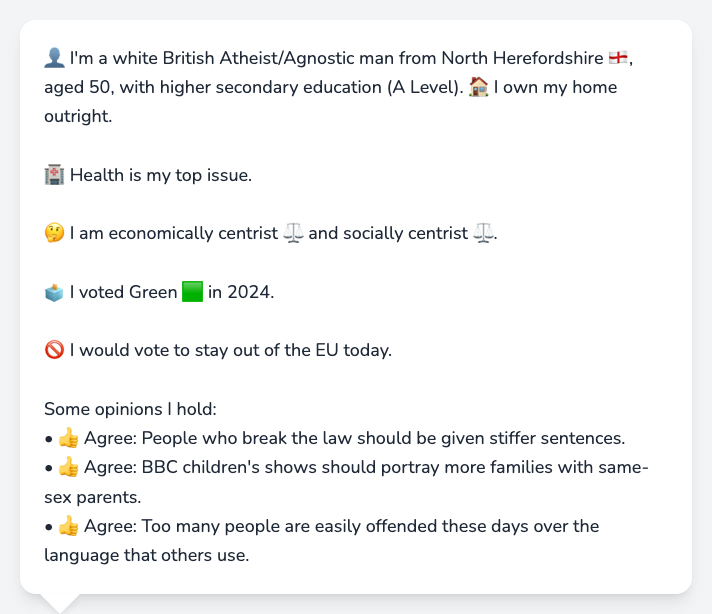 👤 I'm a white British Atheist/Agnostic man from North Herefordshire 🏴󠁧󠁢󠁥󠁮󠁧󠁿,
aged 50, with higher secondary education (A Level). 🏠 I own my home
outright.
🏥 Health is my top issue.
🤔 I am economically centrist ⚖️ and socially centrist ⚖️.
🗳️ I voted Green 🟩 in 2024.
🚫 I would vote to stay out of the EU today.
Some opinions I hold:
• 👍 Agree: People who break the law should be given stiffer sentences.
• 👍 Agree: BBC children's shows should portray more families with same-
sex parents.
• 👍 Agree: Too many people are easily offended these days over the
language that others use.